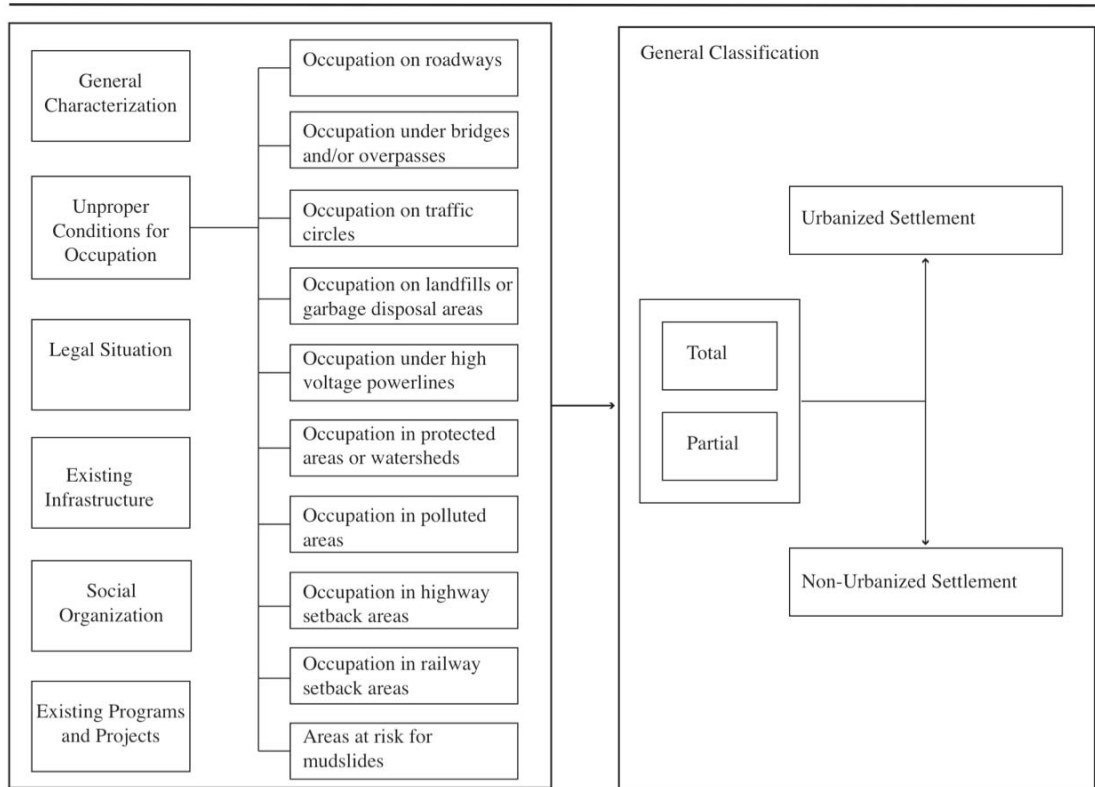 General
Characterization
Unproper
Conditions for
Occupation
Legal Situation
Existing
Infrastructure
Social
Organization
Existing Programs
and Projects
Occupation on roadways
Occupation under bridges
and/or overpasses
Occupation on traffic
circles
Occupation on landfills or
garbage disposal areas
Occupation under high
voltage powerlines
Occupation in protected
areas or watersheds
Occupation in polluted
areas
Occupation in highway
setback areas
Occupation in railway
setback areas
Areas at risk for
mudslides
General Classification
Total
Partial
Urbanized Settlement
Non-Urbanized Settlement